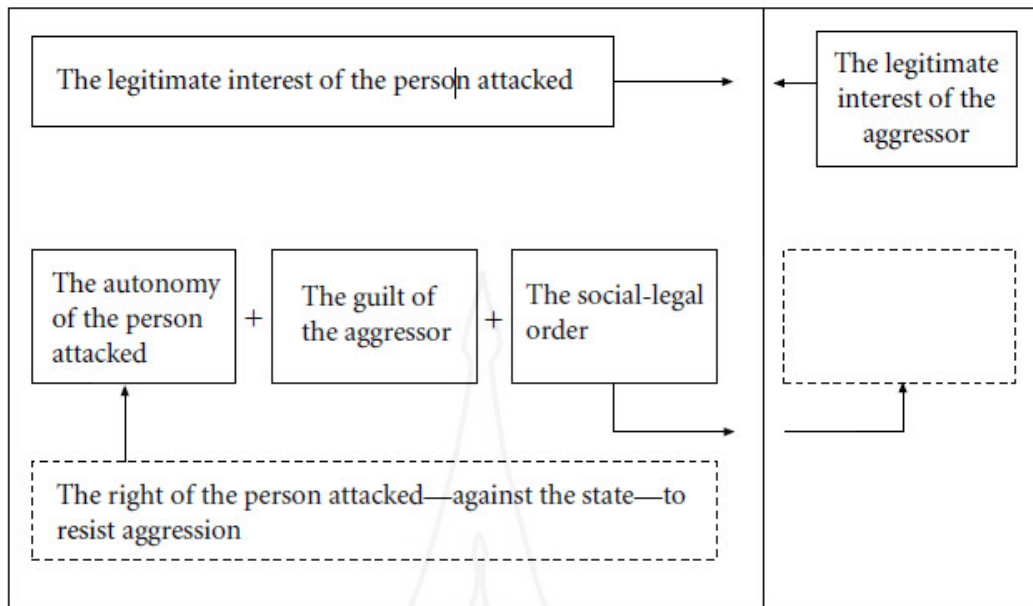 The legitimate interest of the person attacked
The legitimate
interest of the
aggressor
The autonomy
of the person
attacked
+
The guilt of
the aggressor
+
The social-legal
order
The right of the person attacked—against the state—to
resist aggression